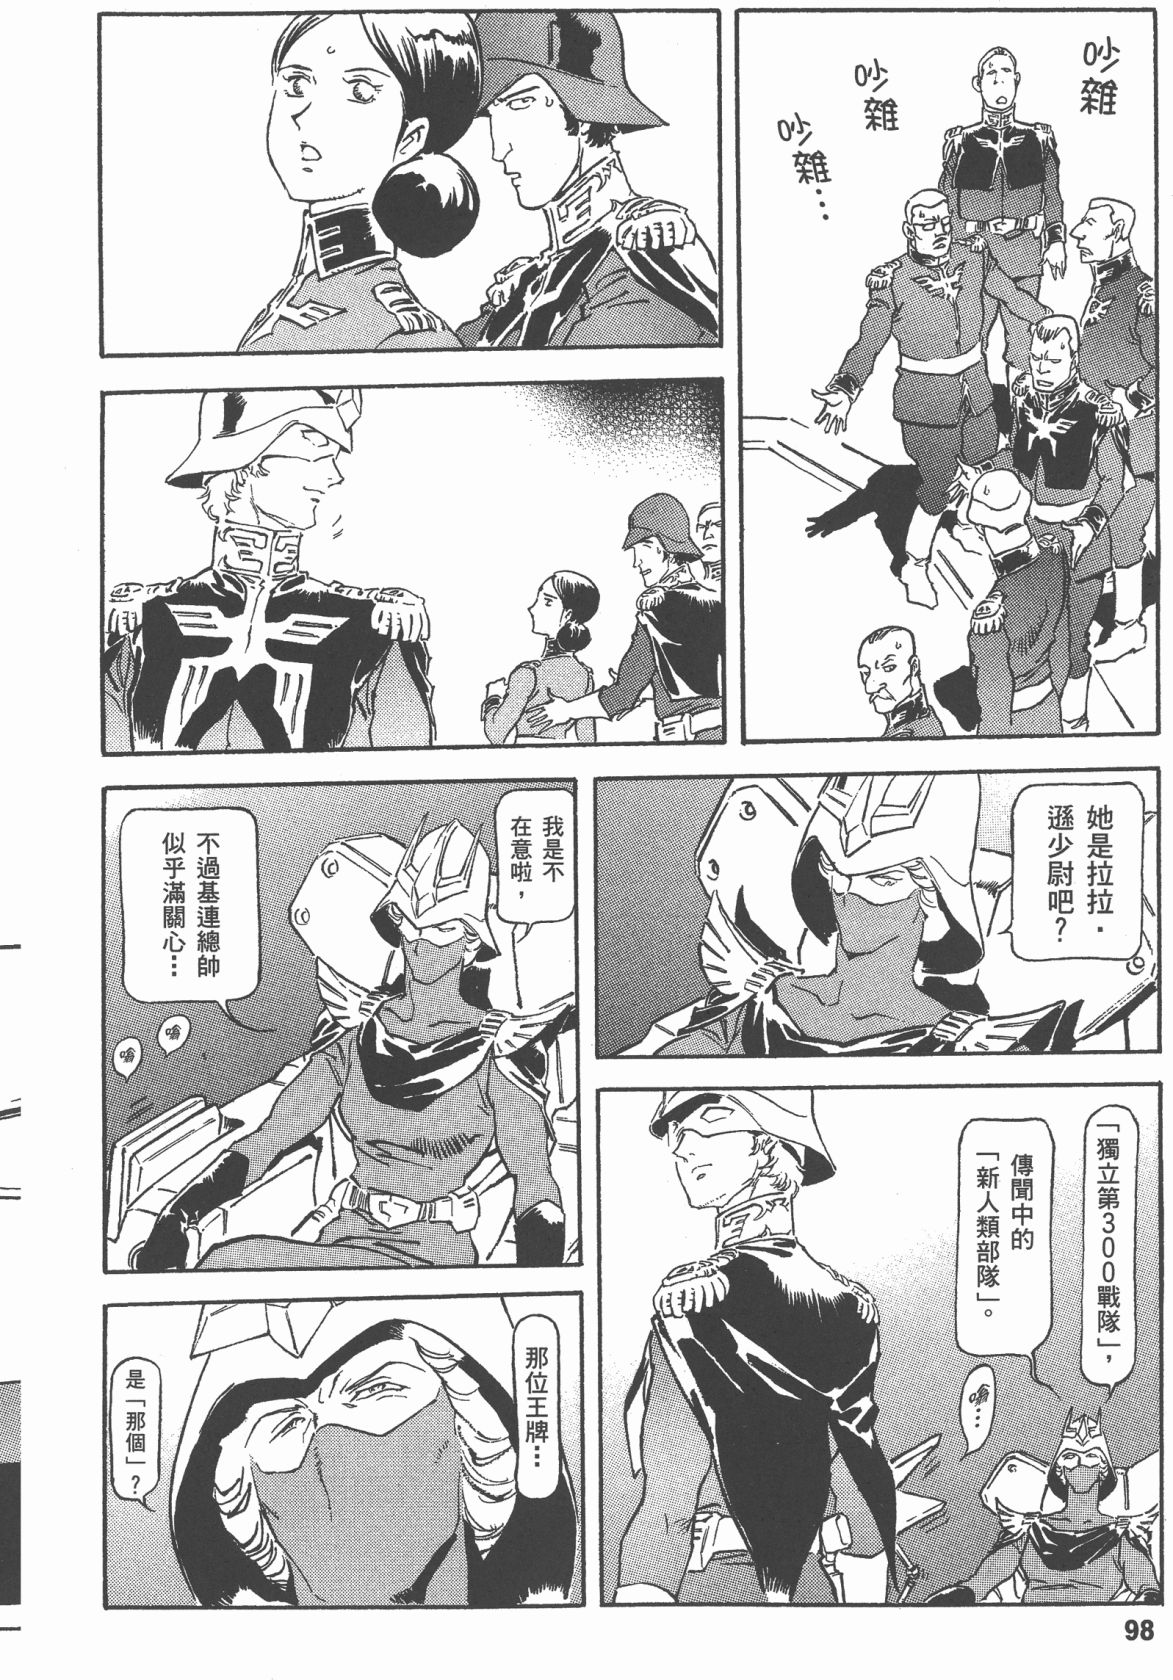 吵雜
吵雜
吵雜…
她是拉拉．
遜少尉吧？
我是不
在意啦，
不過基連總帥
似乎滿關心…
嗡
嗡
「獨立第300戰隊」，
傳聞中的
「新人類部隊」。
嗡…
那位王牌…
是「那個」？
98